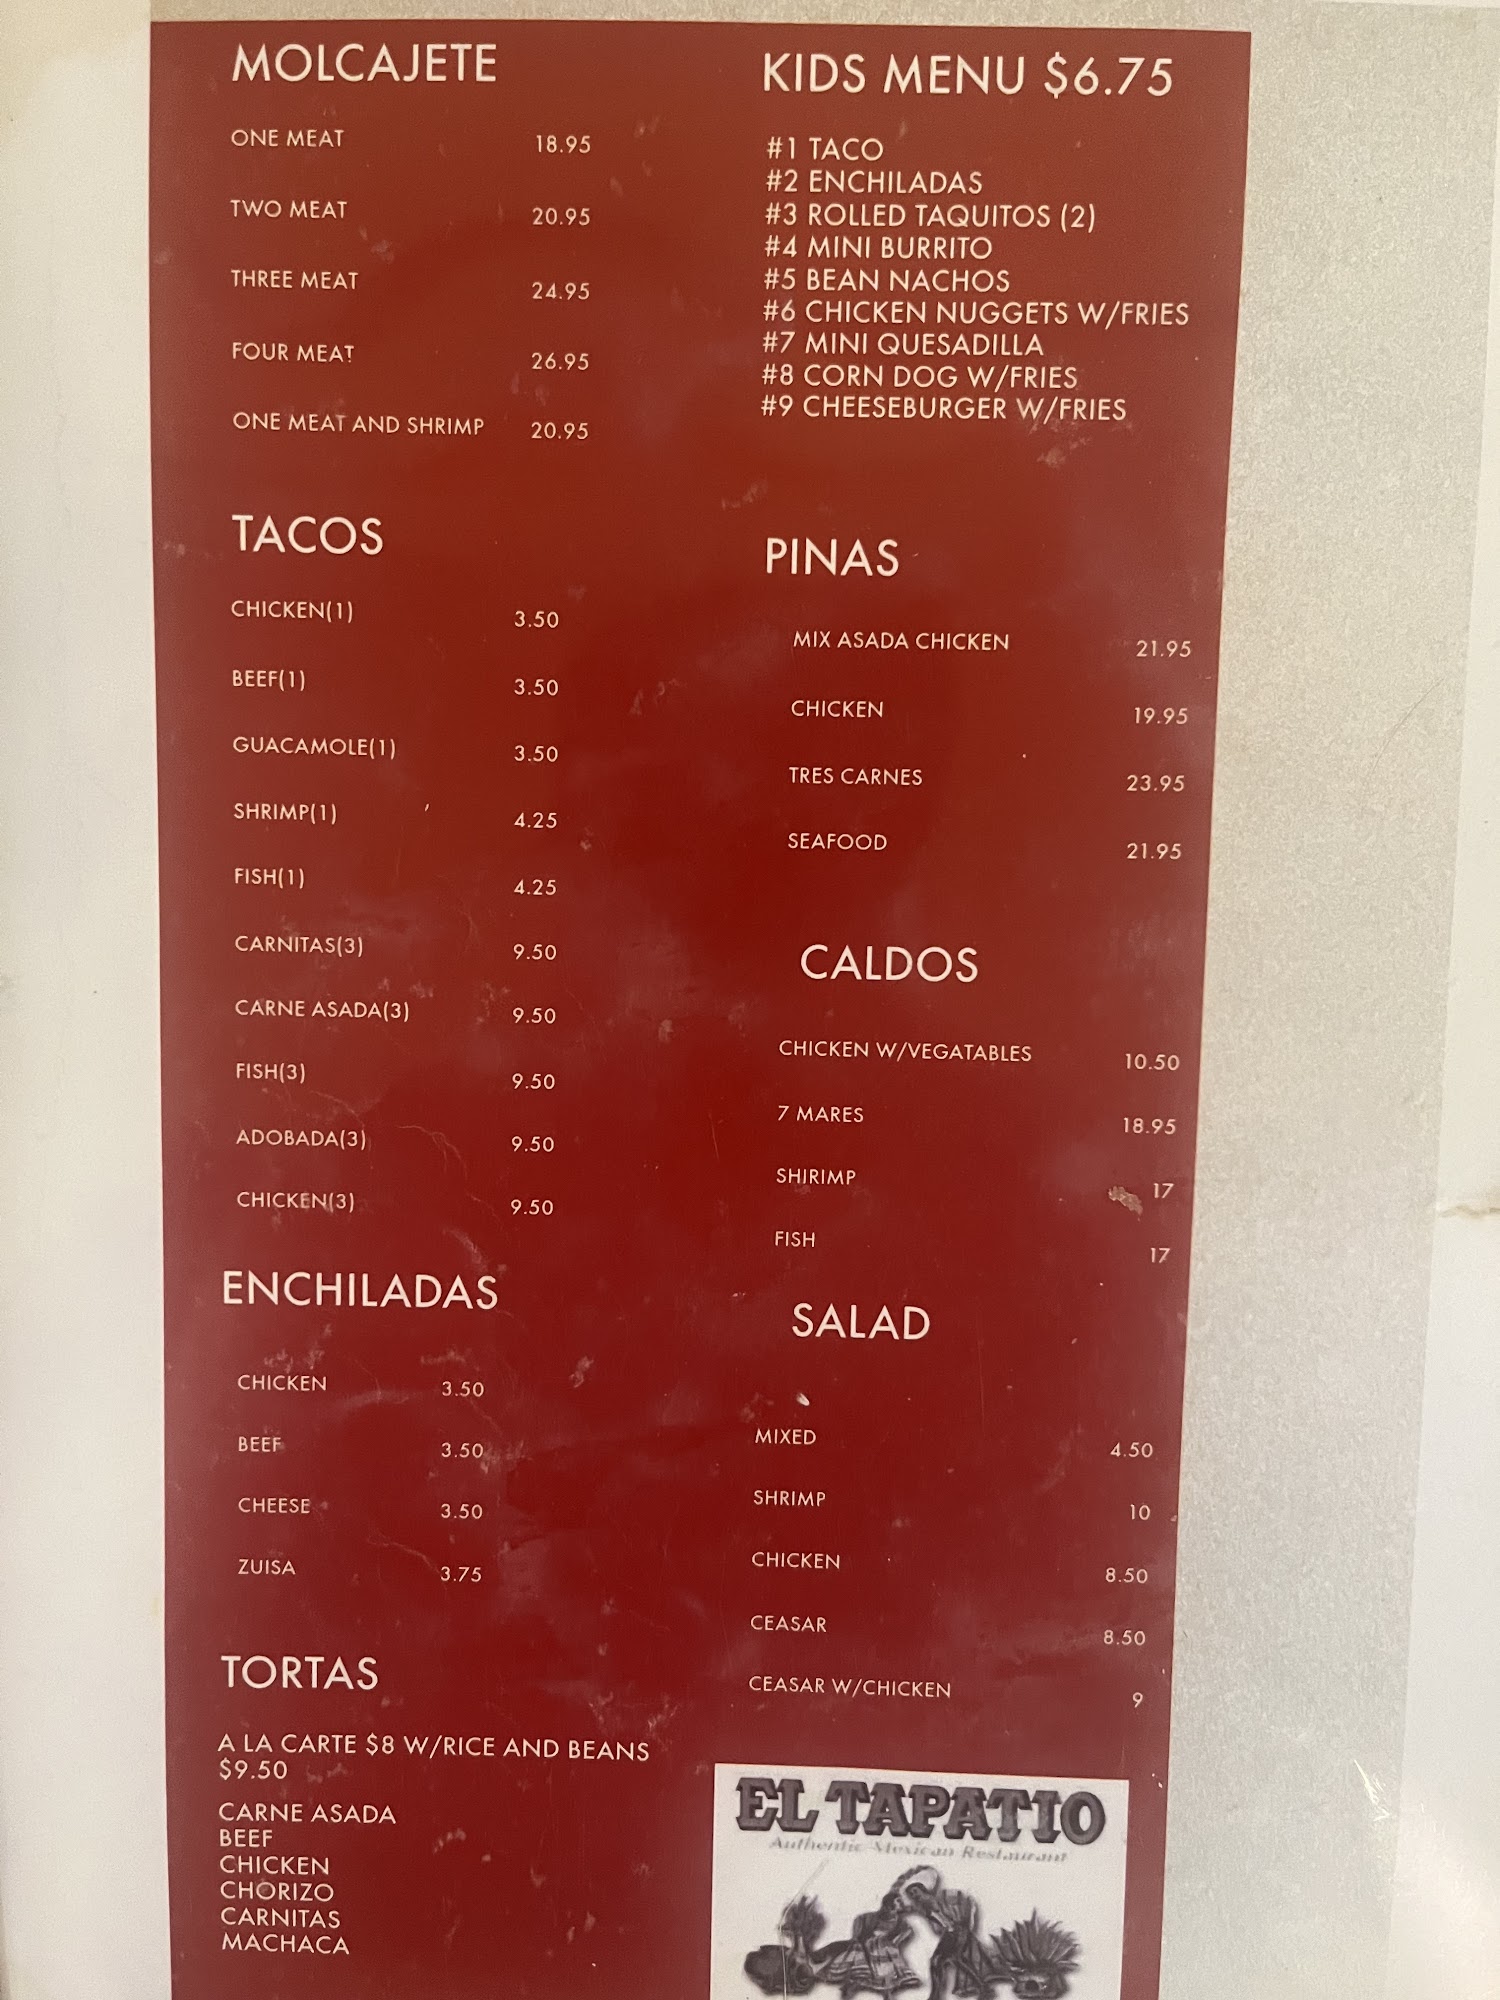 MOLCAJETE
ONE MEAT 18.95
TWO MEAT 20.95
THREE MEAT 24.95
FOUR MEAT 26.95
ONE MEAT AND SHRIMP 20.95
TACOS
CHICKEN(1) 3.50
BEEF(1) 3.50
GUACAMOLE(1) 3.50
SHRIMP(1) 4.25
FISH(1) 4.25
CARNITAS(3) 9.50
CARNE ASADA(3) 9.50
FISH(3) 9.50
ADOBADA(3) 9.50
CHICKEN(3) 9.50
ENCHILADAS
CHICKEN 3.50
BEEF 3.50
CHEESE 3.50
ZUISA 3.75
TORTAS
A LA CARTE $8 W/RICE AND BEANS
$9.50
CARNE ASADA
BEEF
CHICKEN
CHORIZO
CARNITAS
MACHACA
KIDS MENU $6.75
#1 TACO
#2 ENCHILADAS
#3 ROLLED TAQUITOS (2)
#4 MINI BURRITO
#5 BEAN NACHOS
#6 CHICKEN NUGGETS W/FRIES
#7 MINI QUESADILLA
#8 CORN DOG W/FRIES
#9 CHEESEBURGER W/FRIES
PINAS
MIX ASADA CHICKEN 21.95
CHICKEN 19.95
TRES CARNES 23.95
SEAFOOD 21.95
CALDOS
CHICKEN W/VEGATABLES 10.50
7 MARES 18.95
SHIRIMP 17
FISH 17
SALAD
MIXED 4.50
SHRIMP 10
CHICKEN 8.50
CEASAR 8.50
CEASAR W/CHICKEN 9
EL TAPATIO
Authentic Mexican Restaurant